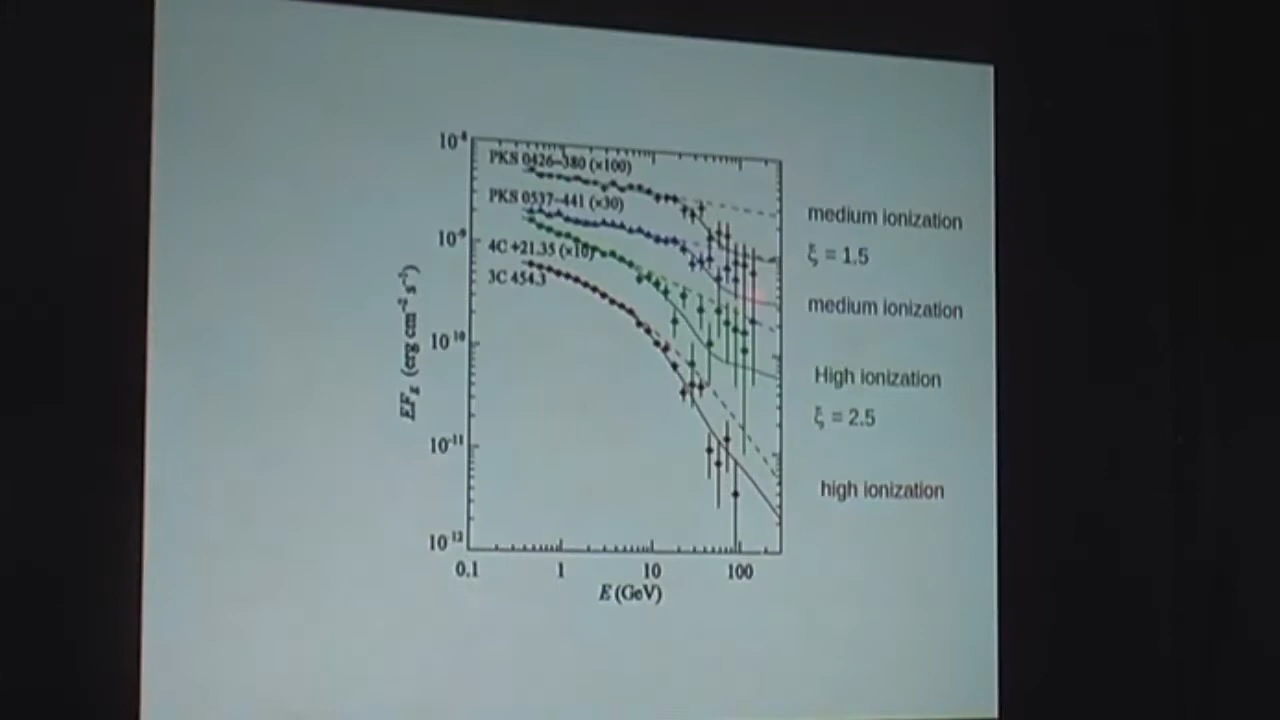 10⁻⁸
PKS 0426–380 (×100)
PKS 0537–441 (×30)
10⁻⁹
4C +21.35 (×10)
3C 454.3
10⁻¹⁰
10⁻¹¹
10⁻¹²
EF_E (erg cm⁻² s⁻¹)
0.1 1 10 100
E (GeV)
medium ionization
ξ = 1.5
medium ionization
High ionization
ξ = 2.5
high ionization